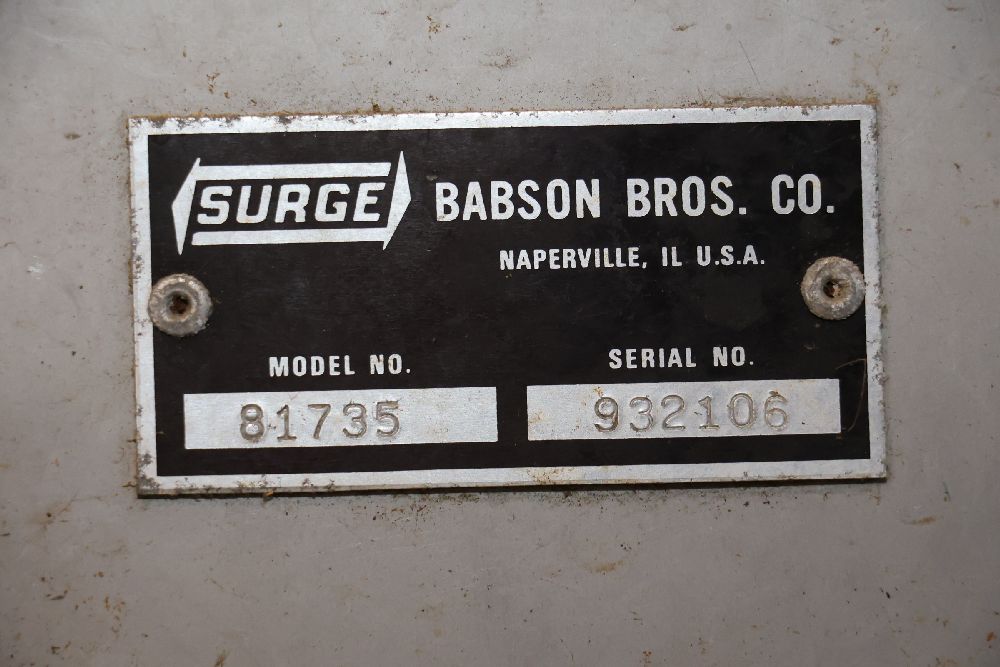 SURGE BABSON BROS. CO.
NAPERVILLE, IL U.S.A.
MODEL NO. SERIAL NO.
81735 932106